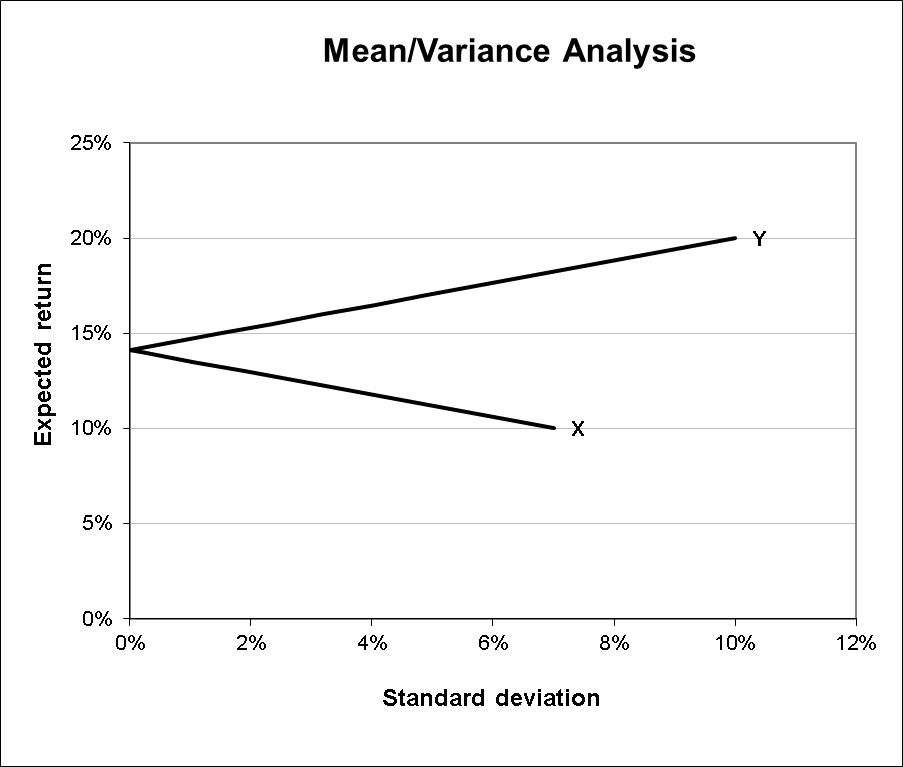 Mean/Variance Analysis
25%
20%
15%
10%
5%
0%
Expected return
Y
X
0% 2% 4% 6% 8% 10% 12%
Standard deviation